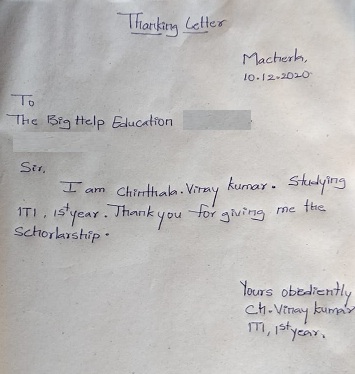 Thanking Letter
Macherla,
10.12.2020
To
The Big Help Education
Sir,
I am Chinthala.Vinay kumar. Studying
ITI, 1st year. Thank you for giving me the
Schorlarship.
Yours obediently
Ch.Vinay kumar
ITI, 1st year.